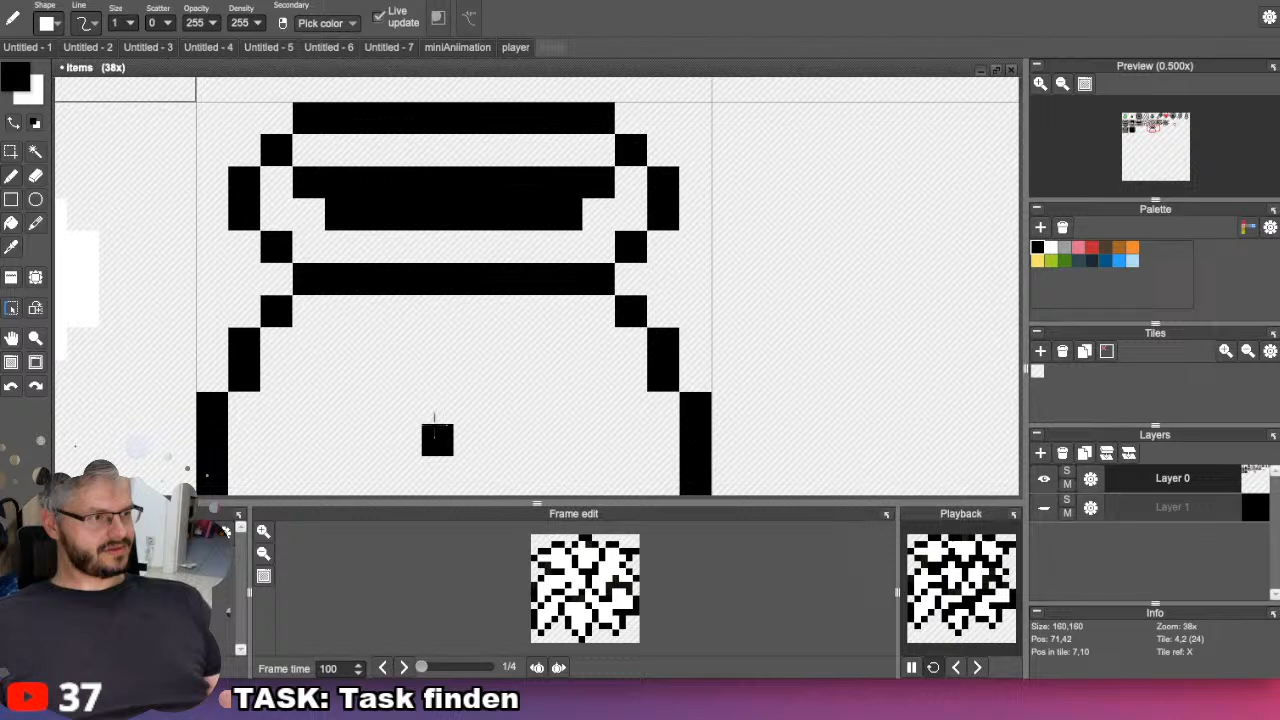 Shape Line Size Scatter Opacity Density Secondary
1 0 255 255 Pick color Live update
Untitled - 1 Untitled - 2 Untitled - 3 Untitled - 4 Untitled - 5 Untitled - 6 Untitled - 7 miniAniimation player
• items (38x)
Preview (0.500x)
Palette
Tiles
Layers
S
M
Layer 0
S
M
Layer 1
Frame edit
Playback
Info
Size: 160,160 Zoom: 38x
Pos: 71,42 Tile: 4,2 (24)
Pos in tile: 7,10 Tile ref: X
Frame time 100 1/4
37 TASK: Task finden